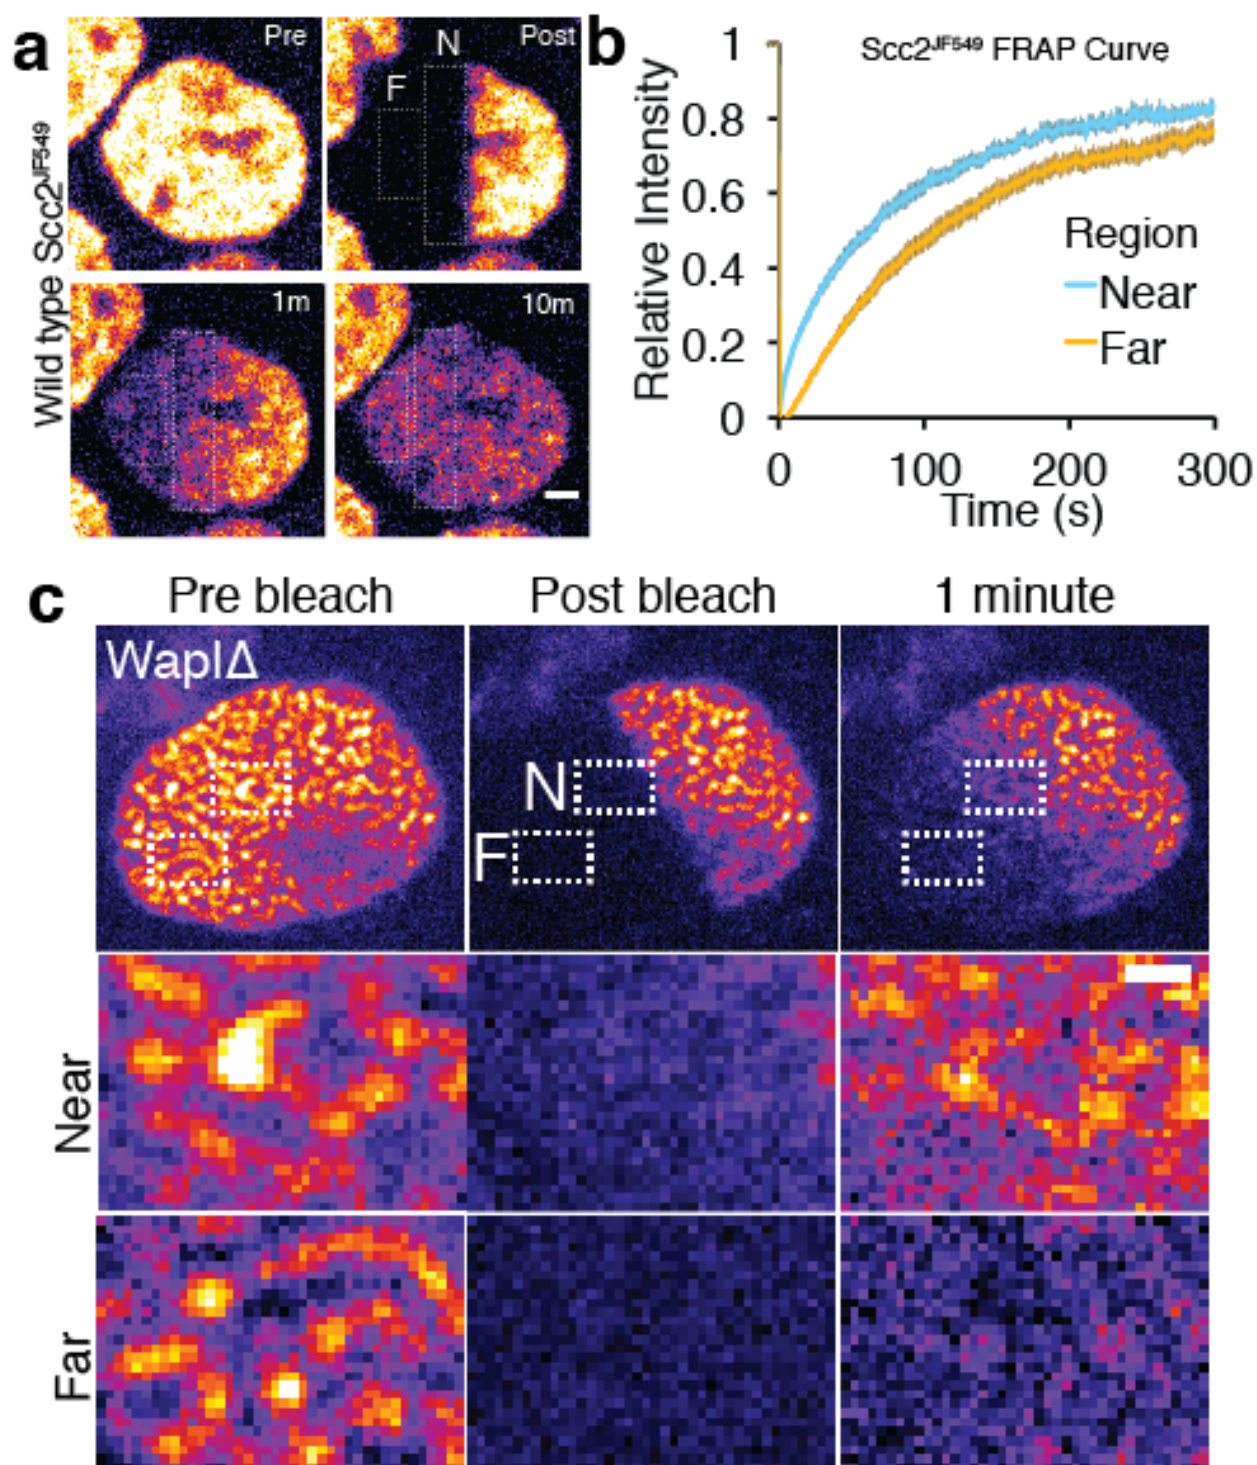 a
Wild type Scc2ᴶᶠ⁵⁴⁹
Pre
Post
N
F
1m
10m
b
Scc2ᴶᶠ⁵⁴⁹ FRAP Curve
Relative Intensity
1
0.8
0.6
0.4
0.2
0
0 100 200 300
Time (s)
Region
Near
Far
c
Pre bleach Post bleach 1 minute
WaplΔ
N
F
Near
Far